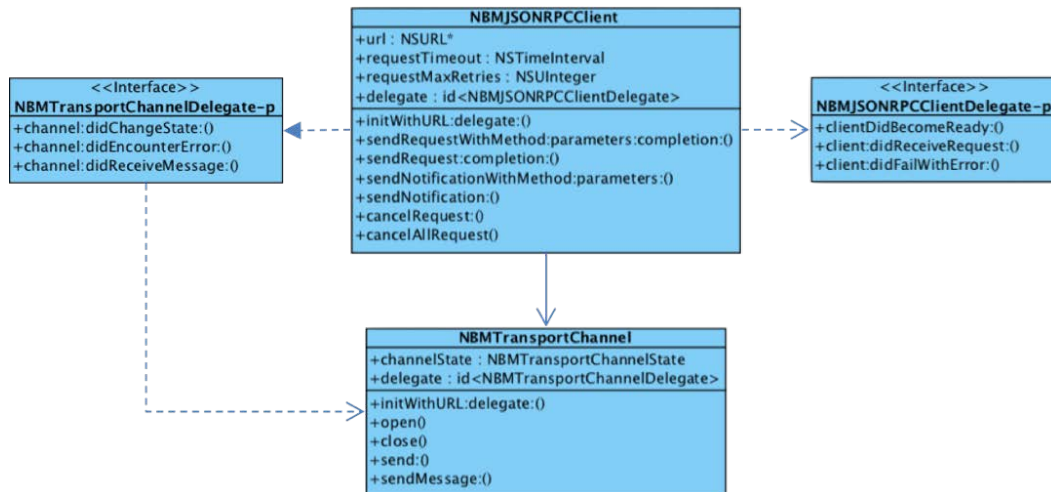 NBMJSONRPCClient
+url : NSURL*
+requestTimeout : NSTimeInterval
+requestMaxRetries : NSUInteger
+delegate : id<NBMJSONRPCClientDelegate>
+initWithURL:delegate:()
+sendRequestWithMethod:parameters:completion:()
+sendRequest:completion:()
+sendNotificationWithMethod:parameters:()
+sendNotification:()
+cancelRequest:()
+cancelAllRequest()
<<Interface>>
NBMTransportChannelDelegate-p
+channel:didChangeState:()
+channel:didEncounterError:()
+channel:didReceiveMessage:()
<<Interface>>
NBMJSONRPCClientDelegate-p
+clientDidBecomeReady:()
+client:didReceiveRequest:()
+client:didFailWithError:()
NBMTransportChannel
+channelState : NBMTransportChannelState
+delegate : id<NBMTransportChannelDelegate>
+initWithURL:delegate:()
+open()
+close()
+send:()
+sendMessage:()